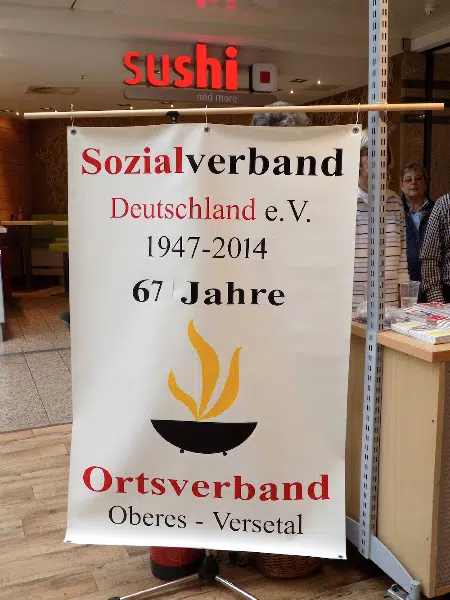 sushi
and more
Sozialverband
Deutschland e.V.
1947-2014
67 Jahre
Ortsverband
Oberes - Versetal